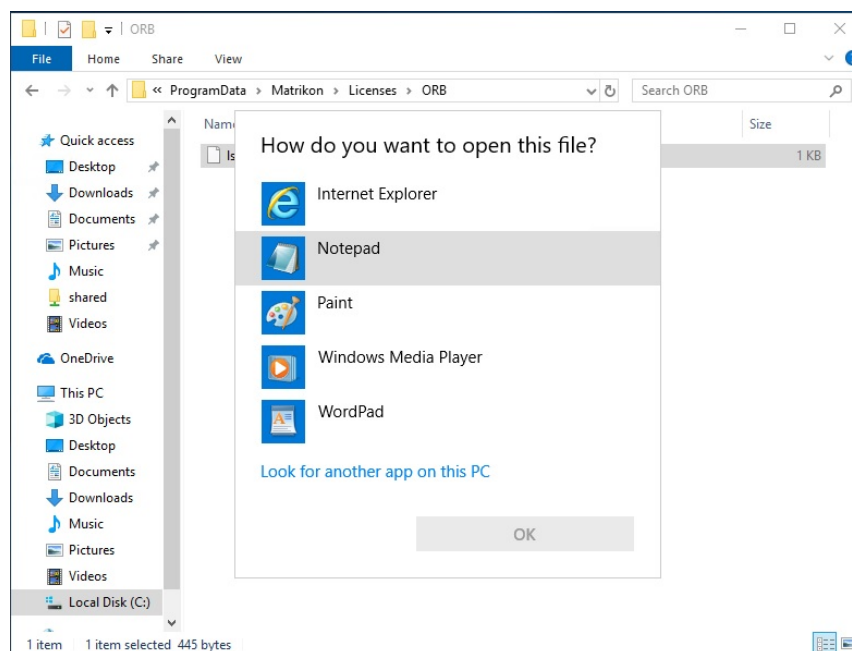 ORB
File Home Share View
« ProgramData > Matrikon > Licenses > ORB
Search ORB
Size
1 KB
Quick access
Desktop
Downloads
Documents
Pictures
Music
shared
Videos
OneDrive
This PC
3D Objects
Desktop
Documents
Downloads
Music
Pictures
Videos
Local Disk (C:)
How do you want to open this file?
Internet Explorer
Notepad
Paint
Windows Media Player
WordPad
Look for another app on this PC
OK
1 item 1 item selected 445 bytes